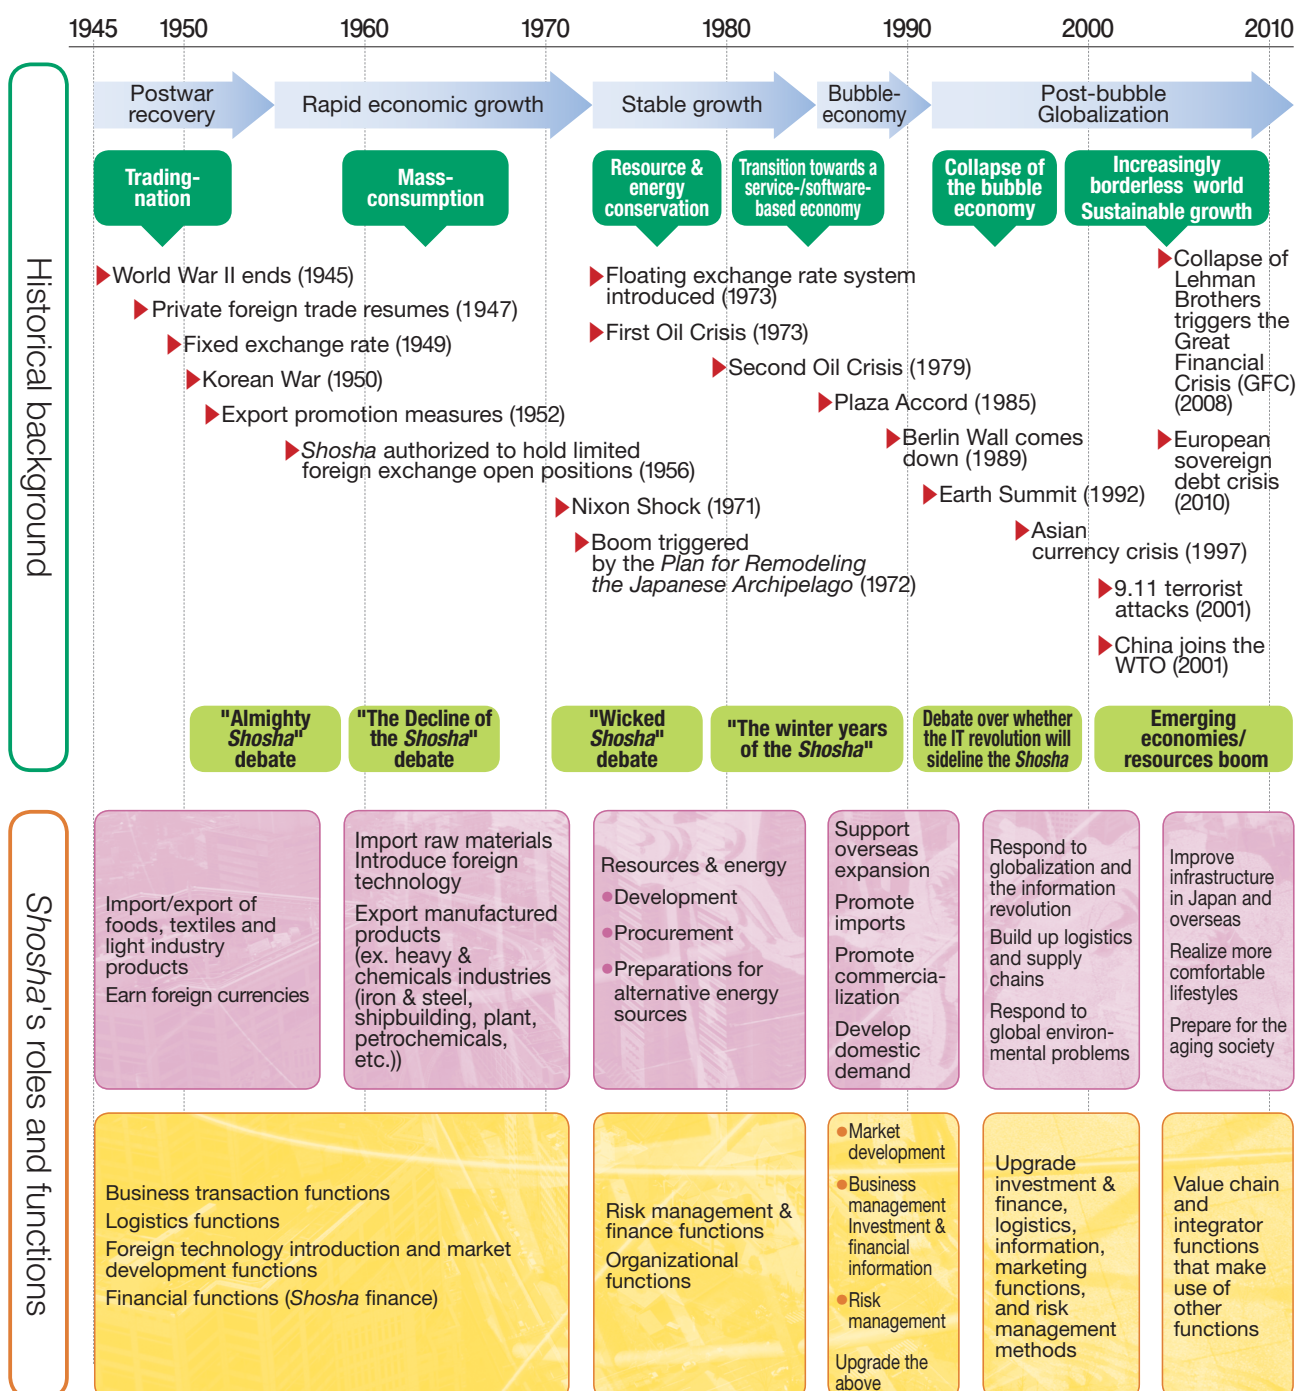 1945 1950 1960 1970 1980 1990 2000 2010
Historical background
Postwar
recovery
Rapid economic growth
Stable growth
Bubble-
economy
Post-bubble
Globalization
Trading-
nation
Mass-
consumption
Resource &
energy
conservation
Transition towards a
service-/software-
based economy
Collapse of
the bubble
economy
Increasingly
borderless world
Sustainable growth
World War II ends (1945)
Private foreign trade resumes (1947)
Fixed exchange rate (1949)
Korean War (1950)
Export promotion measures (1952)
Shosha authorized to hold limited
foreign exchange open positions (1956)
Nixon Shock (1971)
Boom triggered
by the Plan for Remodeling
the Japanese Archipelago (1972)
Floating exchange rate system
introduced (1973)
First Oil Crisis (1973)
Second Oil Crisis (1979)
Plaza Accord (1985)
Berlin Wall comes
down (1989)
Earth Summit (1992)
Asian
currency crisis (1997)
9.11 terrorist
attacks (2001)
China joins the
WTO (2001)
Collapse of
Lehman
Brothers
triggers the
Great
Financial
Crisis (GFC)
(2008)
European
sovereign
debt crisis
(2010)
"Almighty
Shosha"
debate
"The Decline of
the Shosha"
debate
"Wicked
Shosha"
debate
"The winter years
of the Shosha"
Debate over whether
the IT revolution will
sideline the Shosha
Emerging
economies/
resources boom
Shosha's roles and functions
Import/export of
foods, textiles and
light industry
products
Earn foreign currencies
Import raw materials
Introduce foreign
technology
Export manufactured
products
(ex. heavy &
chemicals industries
(iron & steel,
shipbuilding, plant,
petrochemicals,
etc.))
Resources & energy
●Development
●Procurement
●Preparations for
alternative energy
sources
Support
overseas
expansion
Promote
imports
Promote
commercia-
lization
Develop
domestic
demand
Respond to
globalization and
the information
revolution
Build up logistics
and supply
chains
Respond to
global environ-
mental problems
Improve
infrastructure
in Japan and
overseas
Realize more
comfortable
lifestyles
Prepare for the
aging society
Business transaction functions
Logistics functions
Foreign technology introduction and market
development functions
Financial functions (Shosha finance)
Risk management &
finance functions
Organizational
functions
●Market
development
●Business
management
Investment &
financial
information
●Risk
management
Upgrade the
above
Upgrade
investment &
finance,
logistics,
information,
marketing
functions,
and risk
management
methods
Value chain
and
integrator
functions
that make
use of
other
functions